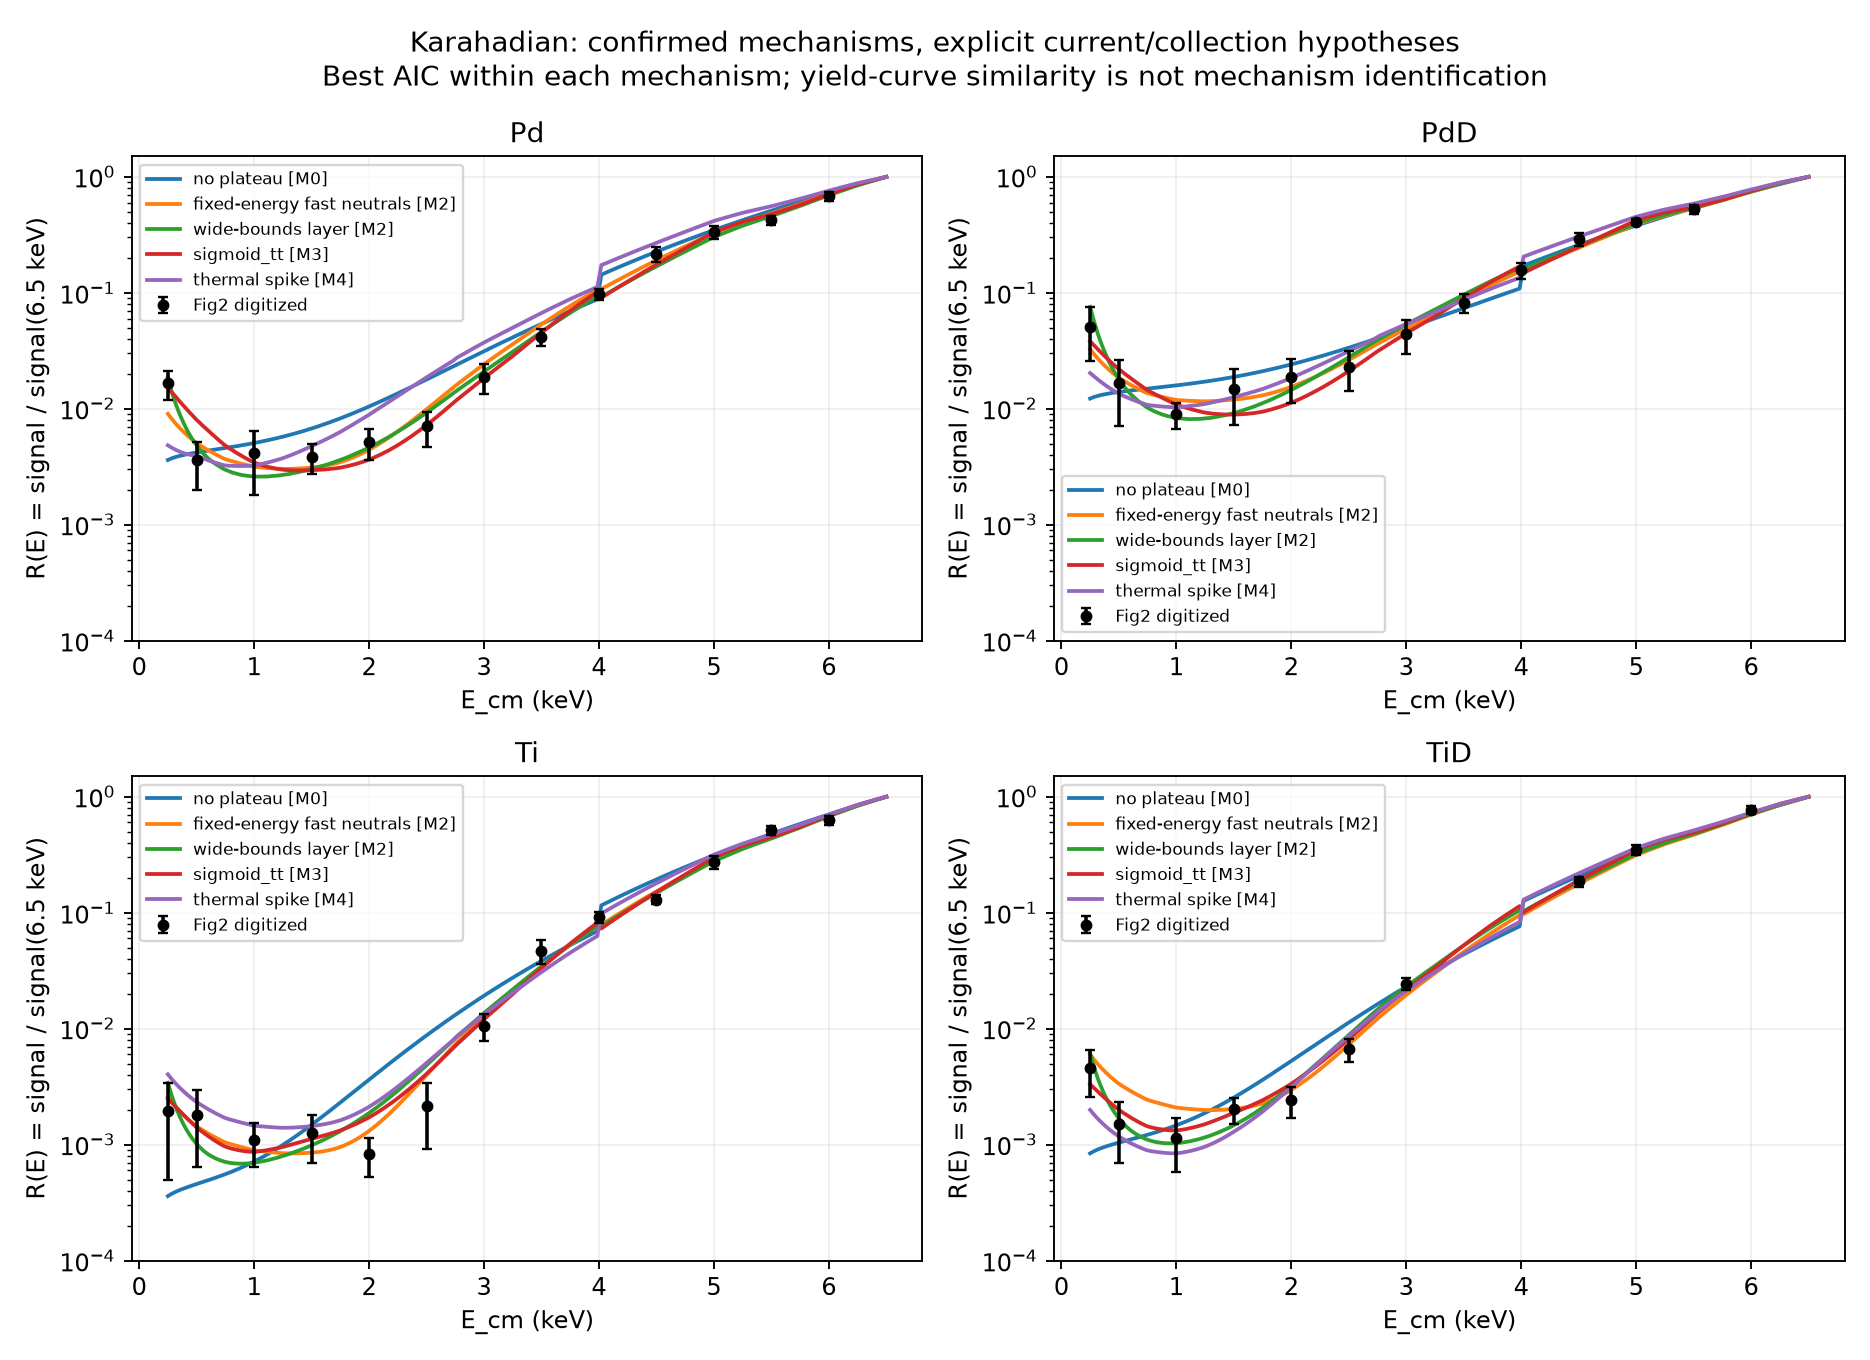 Karahadian: confirmed mechanisms, explicit current/collection hypotheses
Best AIC within each mechanism; yield-curve similarity is not mechanism identification
Pd
R(E) = signal / signal(6.5 keV)
10⁰
10⁻¹
10⁻²
10⁻³
10⁻⁴
no plateau [M0]
fixed-energy fast neutrals [M2]
wide-bounds layer [M2]
sigmoid_tt [M3]
thermal spike [M4]
Fig2 digitized
0 1 2 3 4 5 6
E_cm (keV)
PdD
R(E) = signal / signal(6.5 keV)
10⁰
10⁻¹
10⁻²
10⁻³
10⁻⁴
no plateau [M0]
fixed-energy fast neutrals [M2]
wide-bounds layer [M2]
sigmoid_tt [M3]
thermal spike [M4]
Fig2 digitized
0 1 2 3 4 5 6
E_cm (keV)
Ti
R(E) = signal / signal(6.5 keV)
10⁰
10⁻¹
10⁻²
10⁻³
10⁻⁴
no plateau [M0]
fixed-energy fast neutrals [M2]
wide-bounds layer [M2]
sigmoid_tt [M3]
thermal spike [M4]
Fig2 digitized
0 1 2 3 4 5 6
E_cm (keV)
TiD
R(E) = signal / signal(6.5 keV)
10⁰
10⁻¹
10⁻²
10⁻³
10⁻⁴
no plateau [M0]
fixed-energy fast neutrals [M2]
wide-bounds layer [M2]
sigmoid_tt [M3]
thermal spike [M4]
Fig2 digitized
0 1 2 3 4 5 6
E_cm (keV)